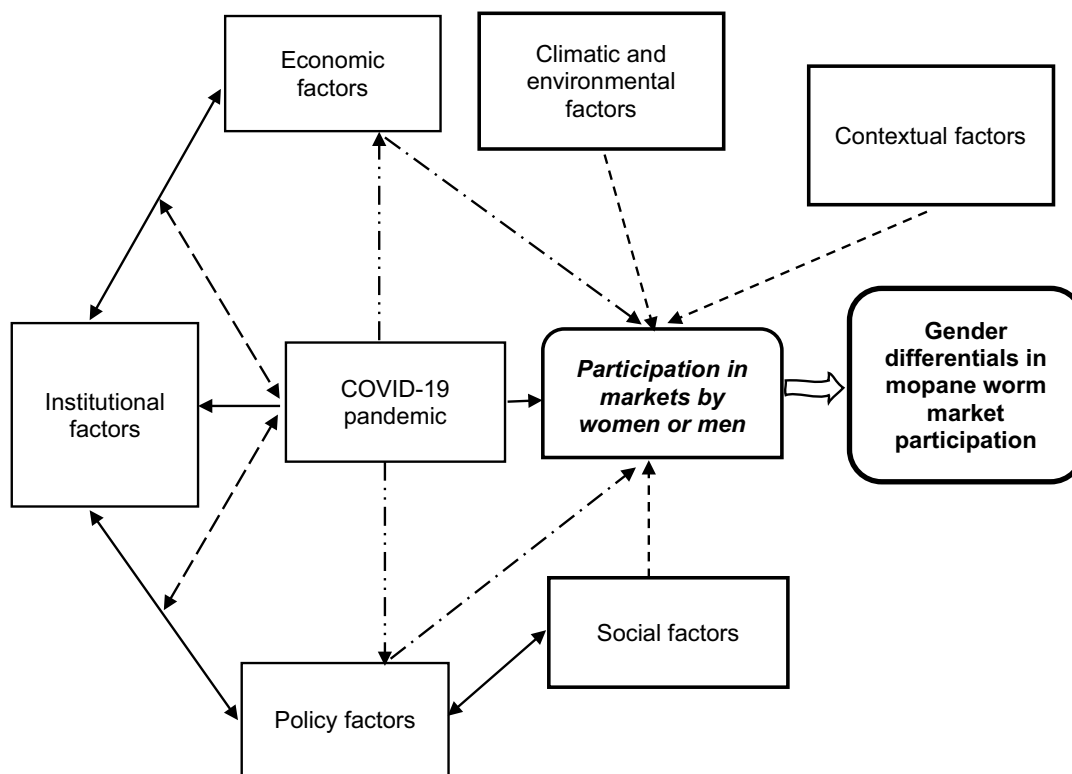 Economic
factors
Climatic and
environmental
factors
Contextual factors
Institutional
factors
COVID-19
pandemic
Participation in
markets by
women or men
Gender
differentials in
mopane worm
market
participation
Social factors
Policy factors